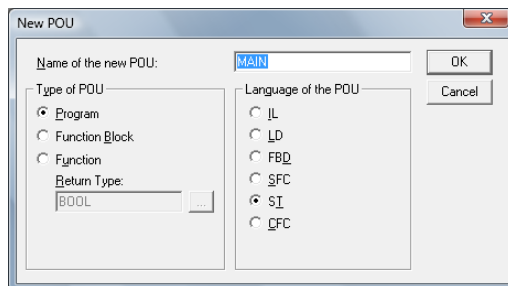 New POU
Name of the new POU:
MAIN
OK
Cancel
Type of POU
Program
Function Block
Function
Return Type:
BOOL
...
Language of the POU
IL
LD
FBD
SFC
ST
CFC